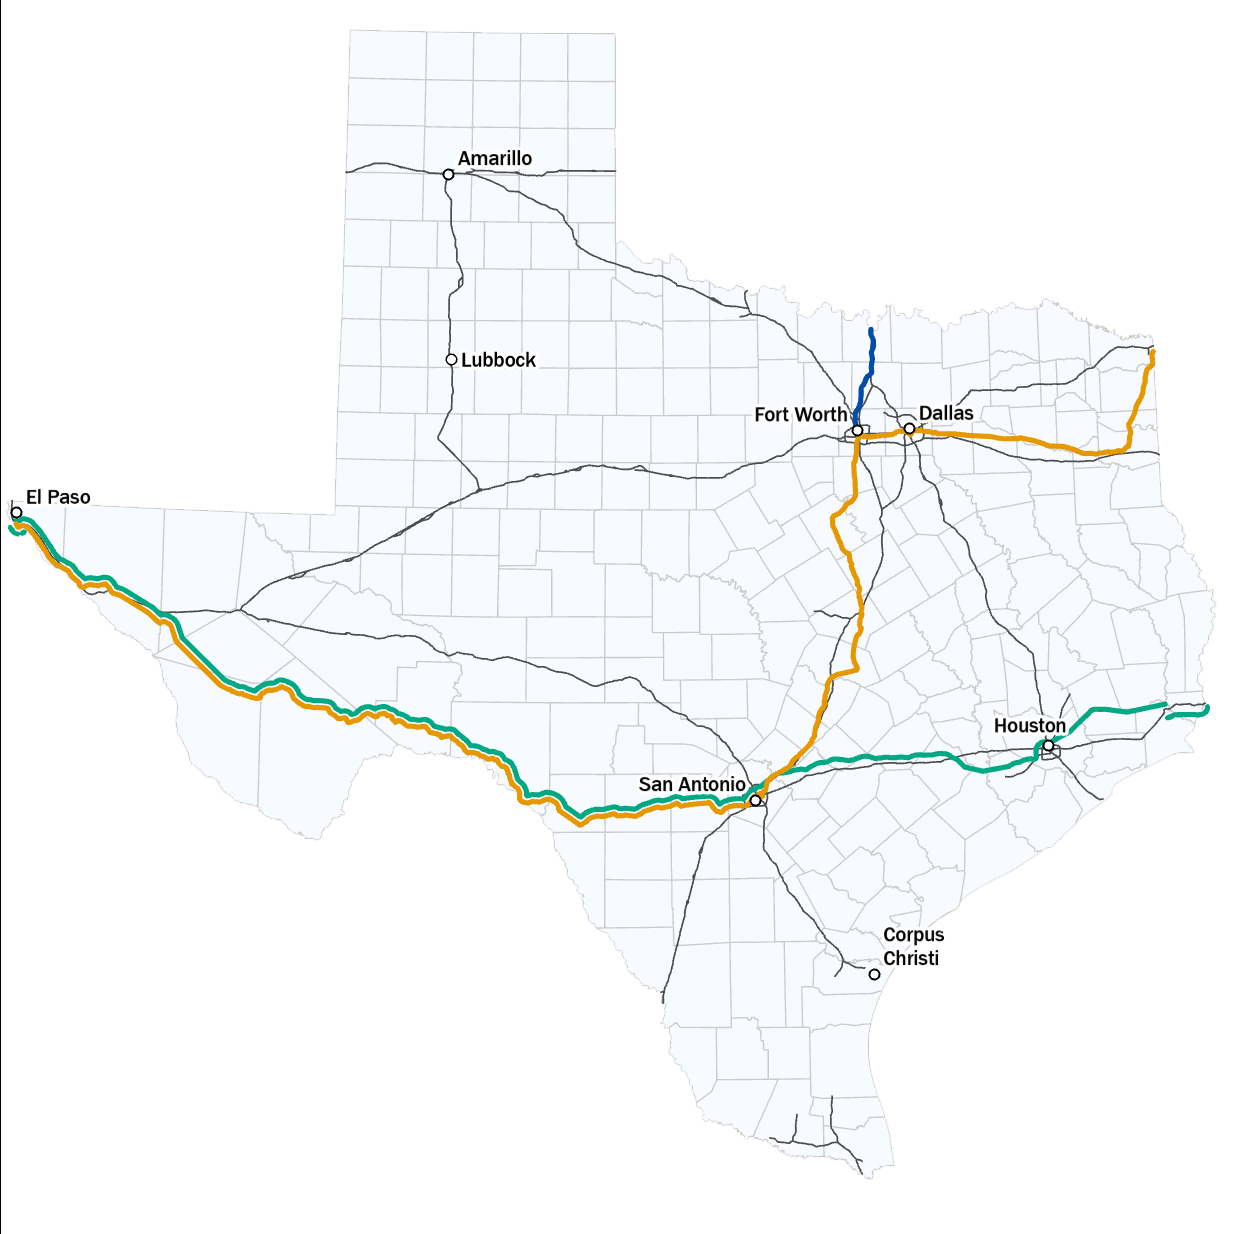 Amarillo
Lubbock
Fort Worth
Dallas
El Paso
Houston
San Antonio
Corpus
Christi